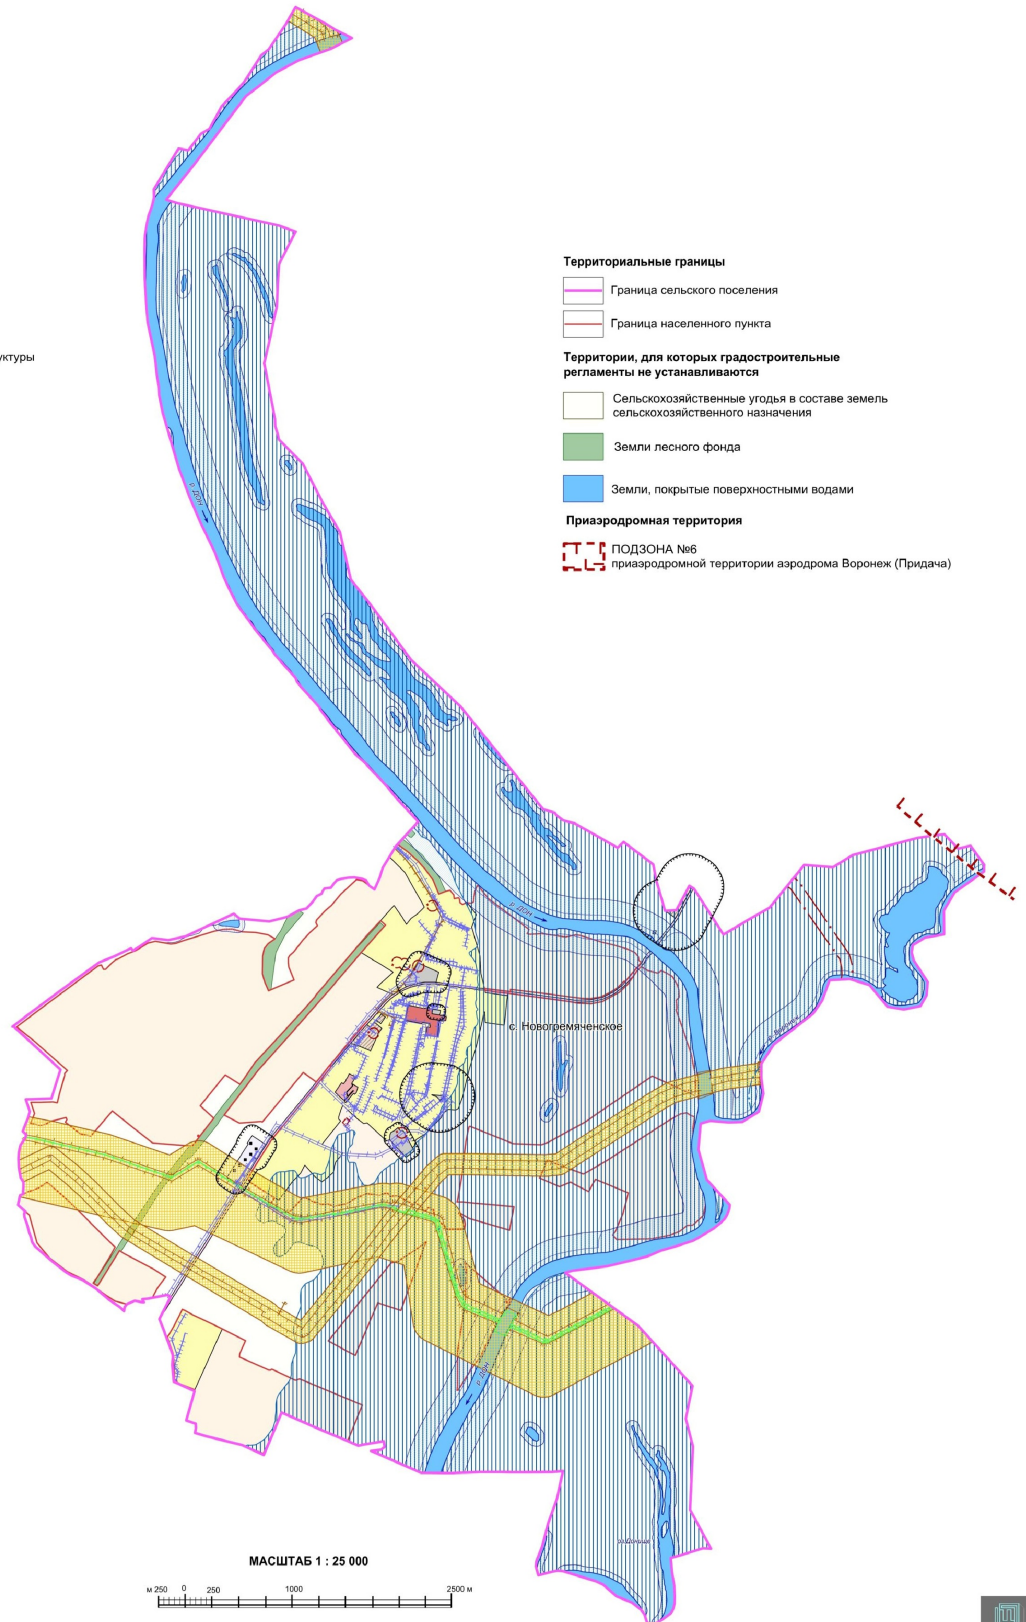 Территориальные границы
Граница сельского поселения
Граница населенного пункта
уктуры
Территории, для которых градостроительные
регламенты не устанавливаются
Сельскохозяйственные угодья в составе земель
сельскохозяйственного назначения
Земли лесного фонда
Земли, покрытые поверхностными водами
Приаэродромная территория
ПОДЗОНА №6
приаэродромной территории аэродрома Воронеж (Придача)
р. Дон
р. Дон
с. Новогремяченское
р. Воронеж
р. Дон
МАСШТАБ 1 : 25 000
м 250 0 250 1000 2500 м